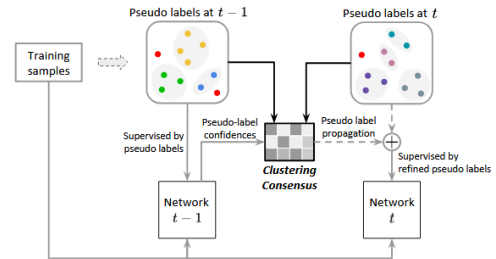 Pseudo labels at t − 1
Pseudo labels at t
Training
samples
Supervised by
pseudo labels
Pseudo-label
confidences
Pseudo label
propagation
Clustering
Consensus
Supervised by
refined pseudo labels
Network
t − 1
Network
t